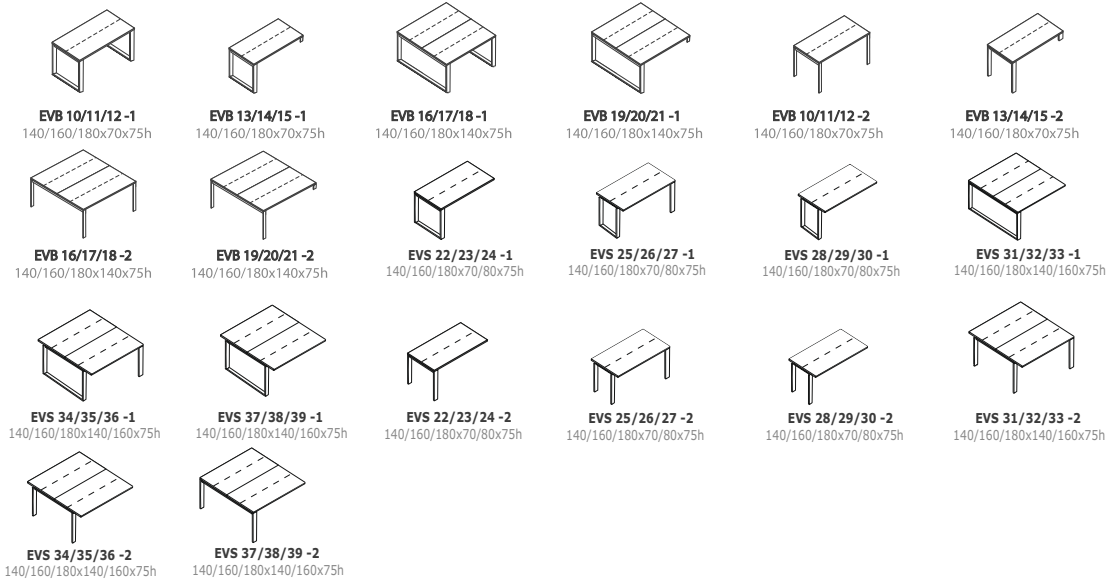 EVB 10/11/12 -1
140/160/180x70x75h
EVB 13/14/15 -1
140/160/180x70x75h
EVB 16/17/18 -1
140/160/180x140x75h
EVB 19/20/21 -1
140/160/180x140x75h
EVB 10/11/12 -2
140/160/180x70x75h
EVB 13/14/15 -2
140/160/180x70x75h
EVB 16/17/18 -2
140/160/180x140x75h
EVB 19/20/21 -2
140/160/180x140x75h
EVS 22/23/24 -1
140/160/180x70/80x75h
EVS 25/26/27 -1
140/160/180x70/80x75h
EVS 28/29/30 -1
140/160/180x70/80x75h
EVS 31/32/33 -1
140/160/180x140/160x75h
EVS 34/35/36 -1
140/160/180x140/160x75h
EVS 37/38/39 -1
140/160/180x140/160x75h
EVS 22/23/24 -2
140/160/180x70/80x75h
EVS 25/26/27 -2
140/160/180x70/80x75h
EVS 28/29/30 -2
140/160/180x70/80x75h
EVS 31/32/33 -2
140/160/180x140/160x75h
EVS 34/35/36 -2
140/160/180x140/160x75h
EVS 37/38/39 -2
140/160/180x140/160x75h